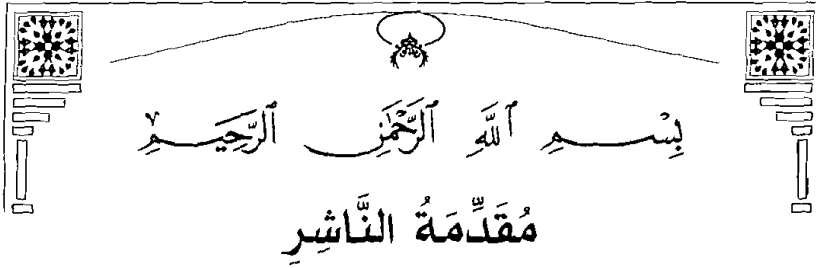 بِسْمِ ٱللَّهِ ٱلرَّحْمَٰنِ ٱلرَّحِيمِ
مُقَدِّمَةُ النَّاشِرِ